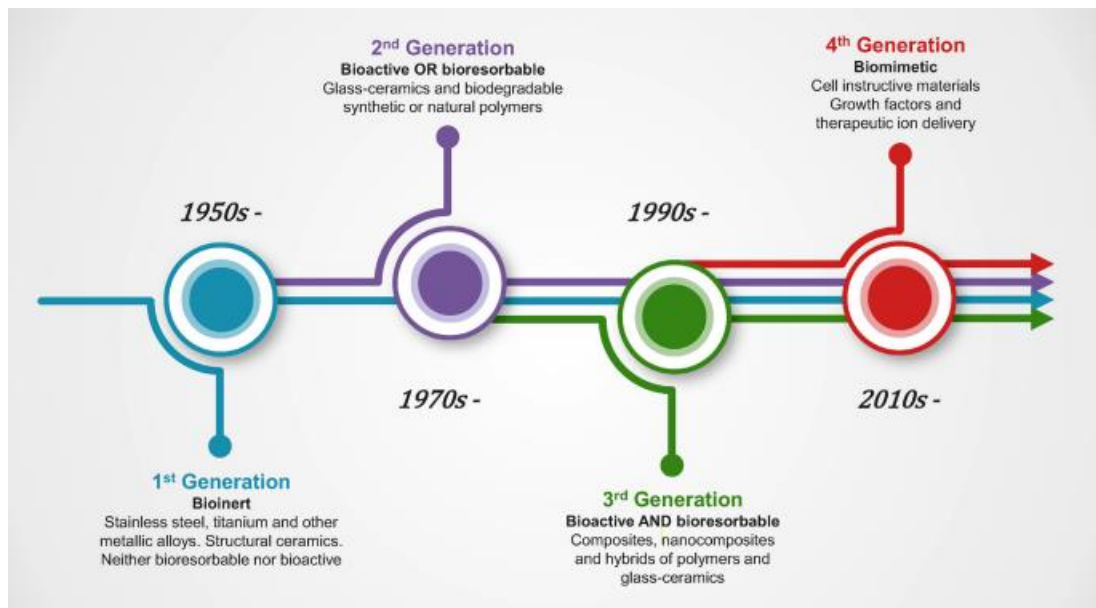 2nd Generation
Bioactive OR bioresorbable
Glass-ceramics and biodegradable
synthetic or natural polymers
4th Generation
Biomimetic
Cell instructive materials
Growth factors and
therapeutic ion delivery
1950s -
1990s -
1970s -
2010s -
1st Generation
Bioinert
Stainless steel, titanium and other
metallic alloys. Structural ceramics.
Neither bioresorbable nor bioactive
3rd Generation
Bioactive AND bioresorbable
Composites, nanocomposites
and hybrids of polymers and
glass-ceramics